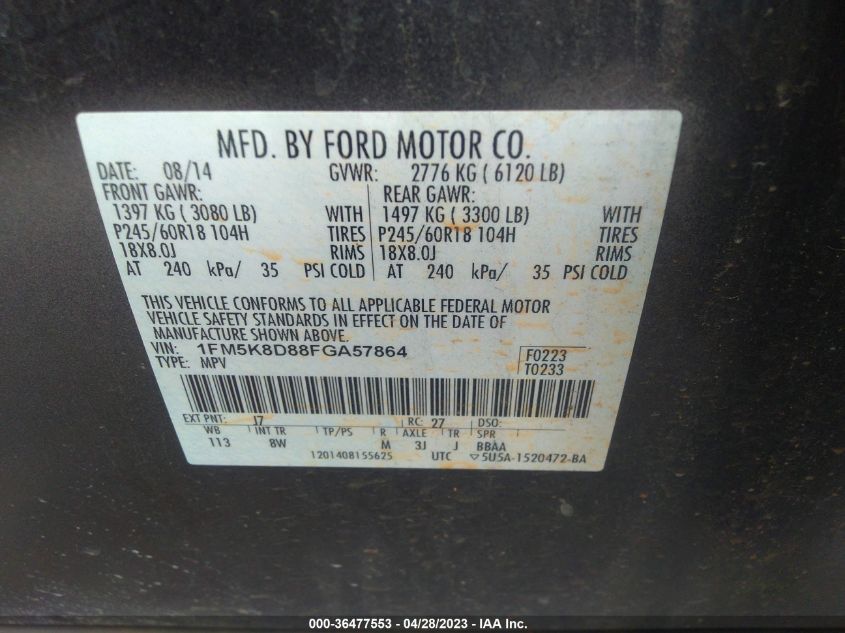 MFD. BY FORD MOTOR CO.
DATE: 08/14 GVWR: 2776 KG ( 6120 LB)
FRONT GAWR: REAR GAWR:
1397 KG ( 3080 LB) WITH 1497 KG ( 3300 LB) WITH
P245/60R18 104H TIRES P245/60R18 104H TIRES
18X8.0J RIMS 18X8.0J RIMS
AT 240 kPa/ 35 PSI COLD AT 240 kPa/ 35 PSI COLD
THIS VEHICLE CONFORMS TO ALL APPLICABLE FEDERAL MOTOR
VEHICLE SAFETY STANDARDS IN EFFECT ON THE DATE OF
MANUFACTURE SHOWN ABOVE.
VIN: 1FM5K8D88FGA57864 F0223
TYPE: MPV T0233
EXT PNT: J7 RC: 27 DSO:
WB INT TR TP/PS R AXLE TR SPR
113 8W M 3J J BBAA
1201408155625 UTC ▽5U5A-1520472-BA
000-36477553 - 04/28/2023 - IAA Inc.